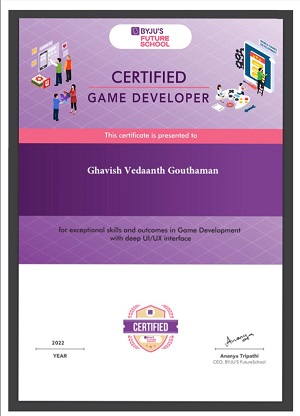 BYJU'S
FUTURE
SCHOOL
CERTIFIED
GAME DEVELOPER
This certificate is presented to
Ghavish Vedaanth Gouthaman
for exceptional skills and outcomes in Game Development
with deep UI/UX interface
CERTIFIED
2022
YEAR
Ananya Tripathi
CEO, BYJU'S FutureSchool